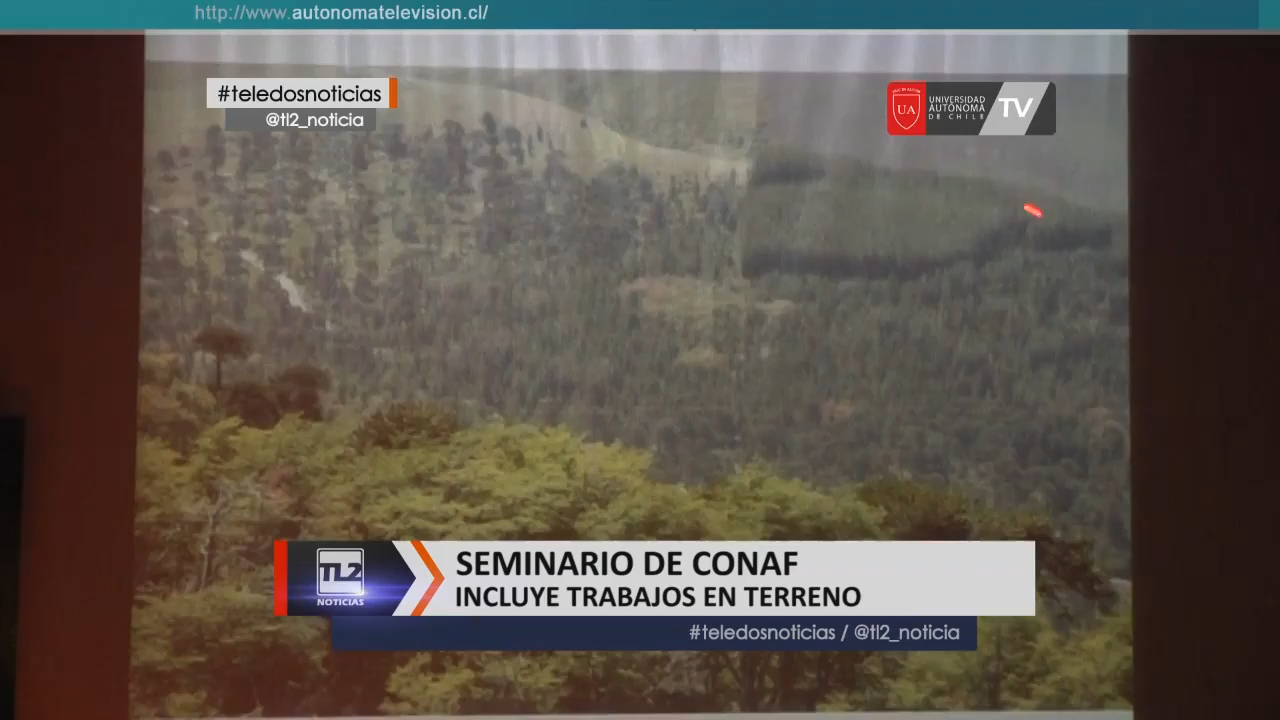 http://www.autonomatelevision.cl/
#teledosnoticias
@tl2_noticia
UA
UNIVERSIDAD
AUTÓNOMA
DE CHILE
TV
TL2
NOTICIAS
SEMINARIO DE CONAF
INCLUYE TRABAJOS EN TERRENO
#teledosnoticias / @tl2_noticia